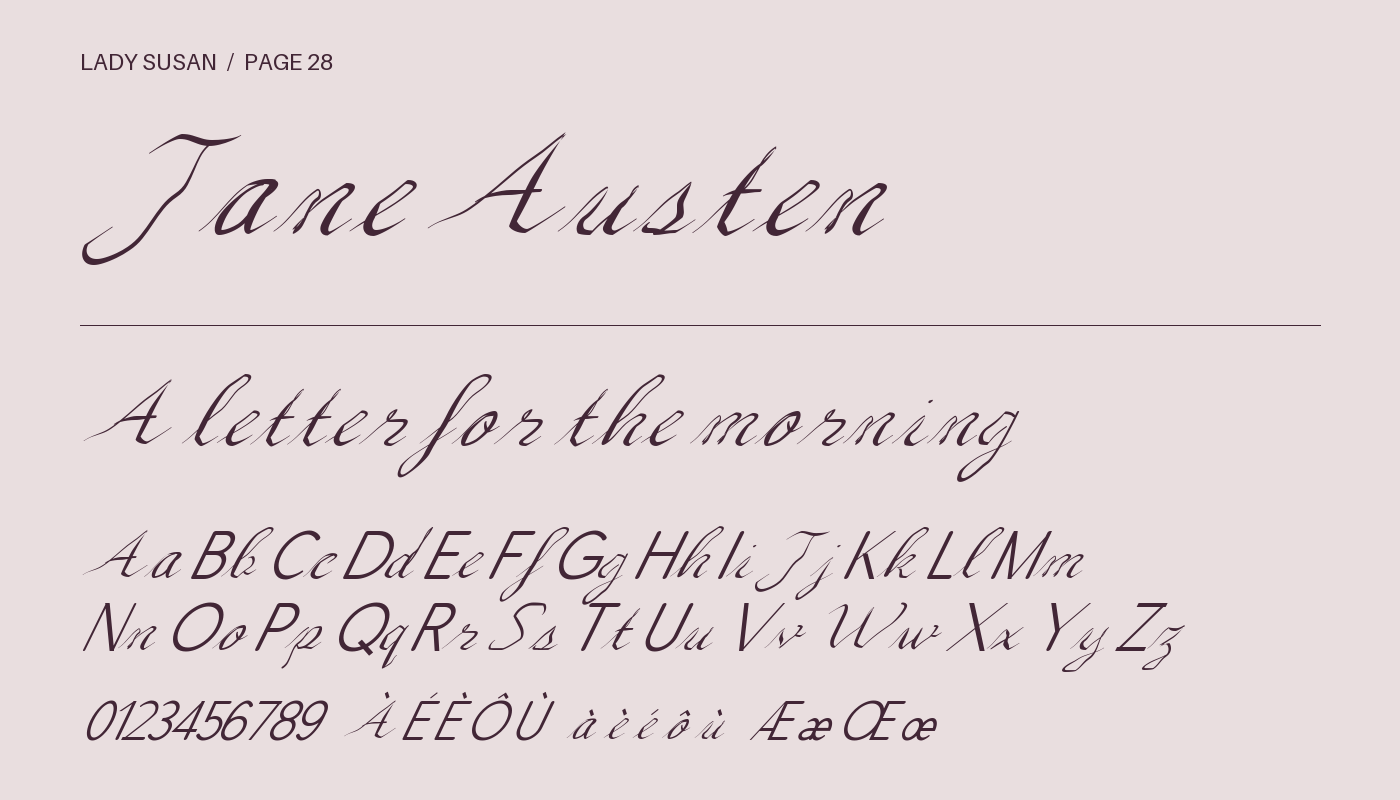 LADY SUSAN / PAGE 28
Jane Austen
A letter for the morning
Aa Bb Cc Dd Ee Ff Gg Hh Ii Jj Kk Ll Mm
Nn Oo Pp Qq Rr Ss Tt Uu Vv Ww Xx Yy Zz
0123456789 ÀÉÈÔÙ àèéôù Ææ Œœ